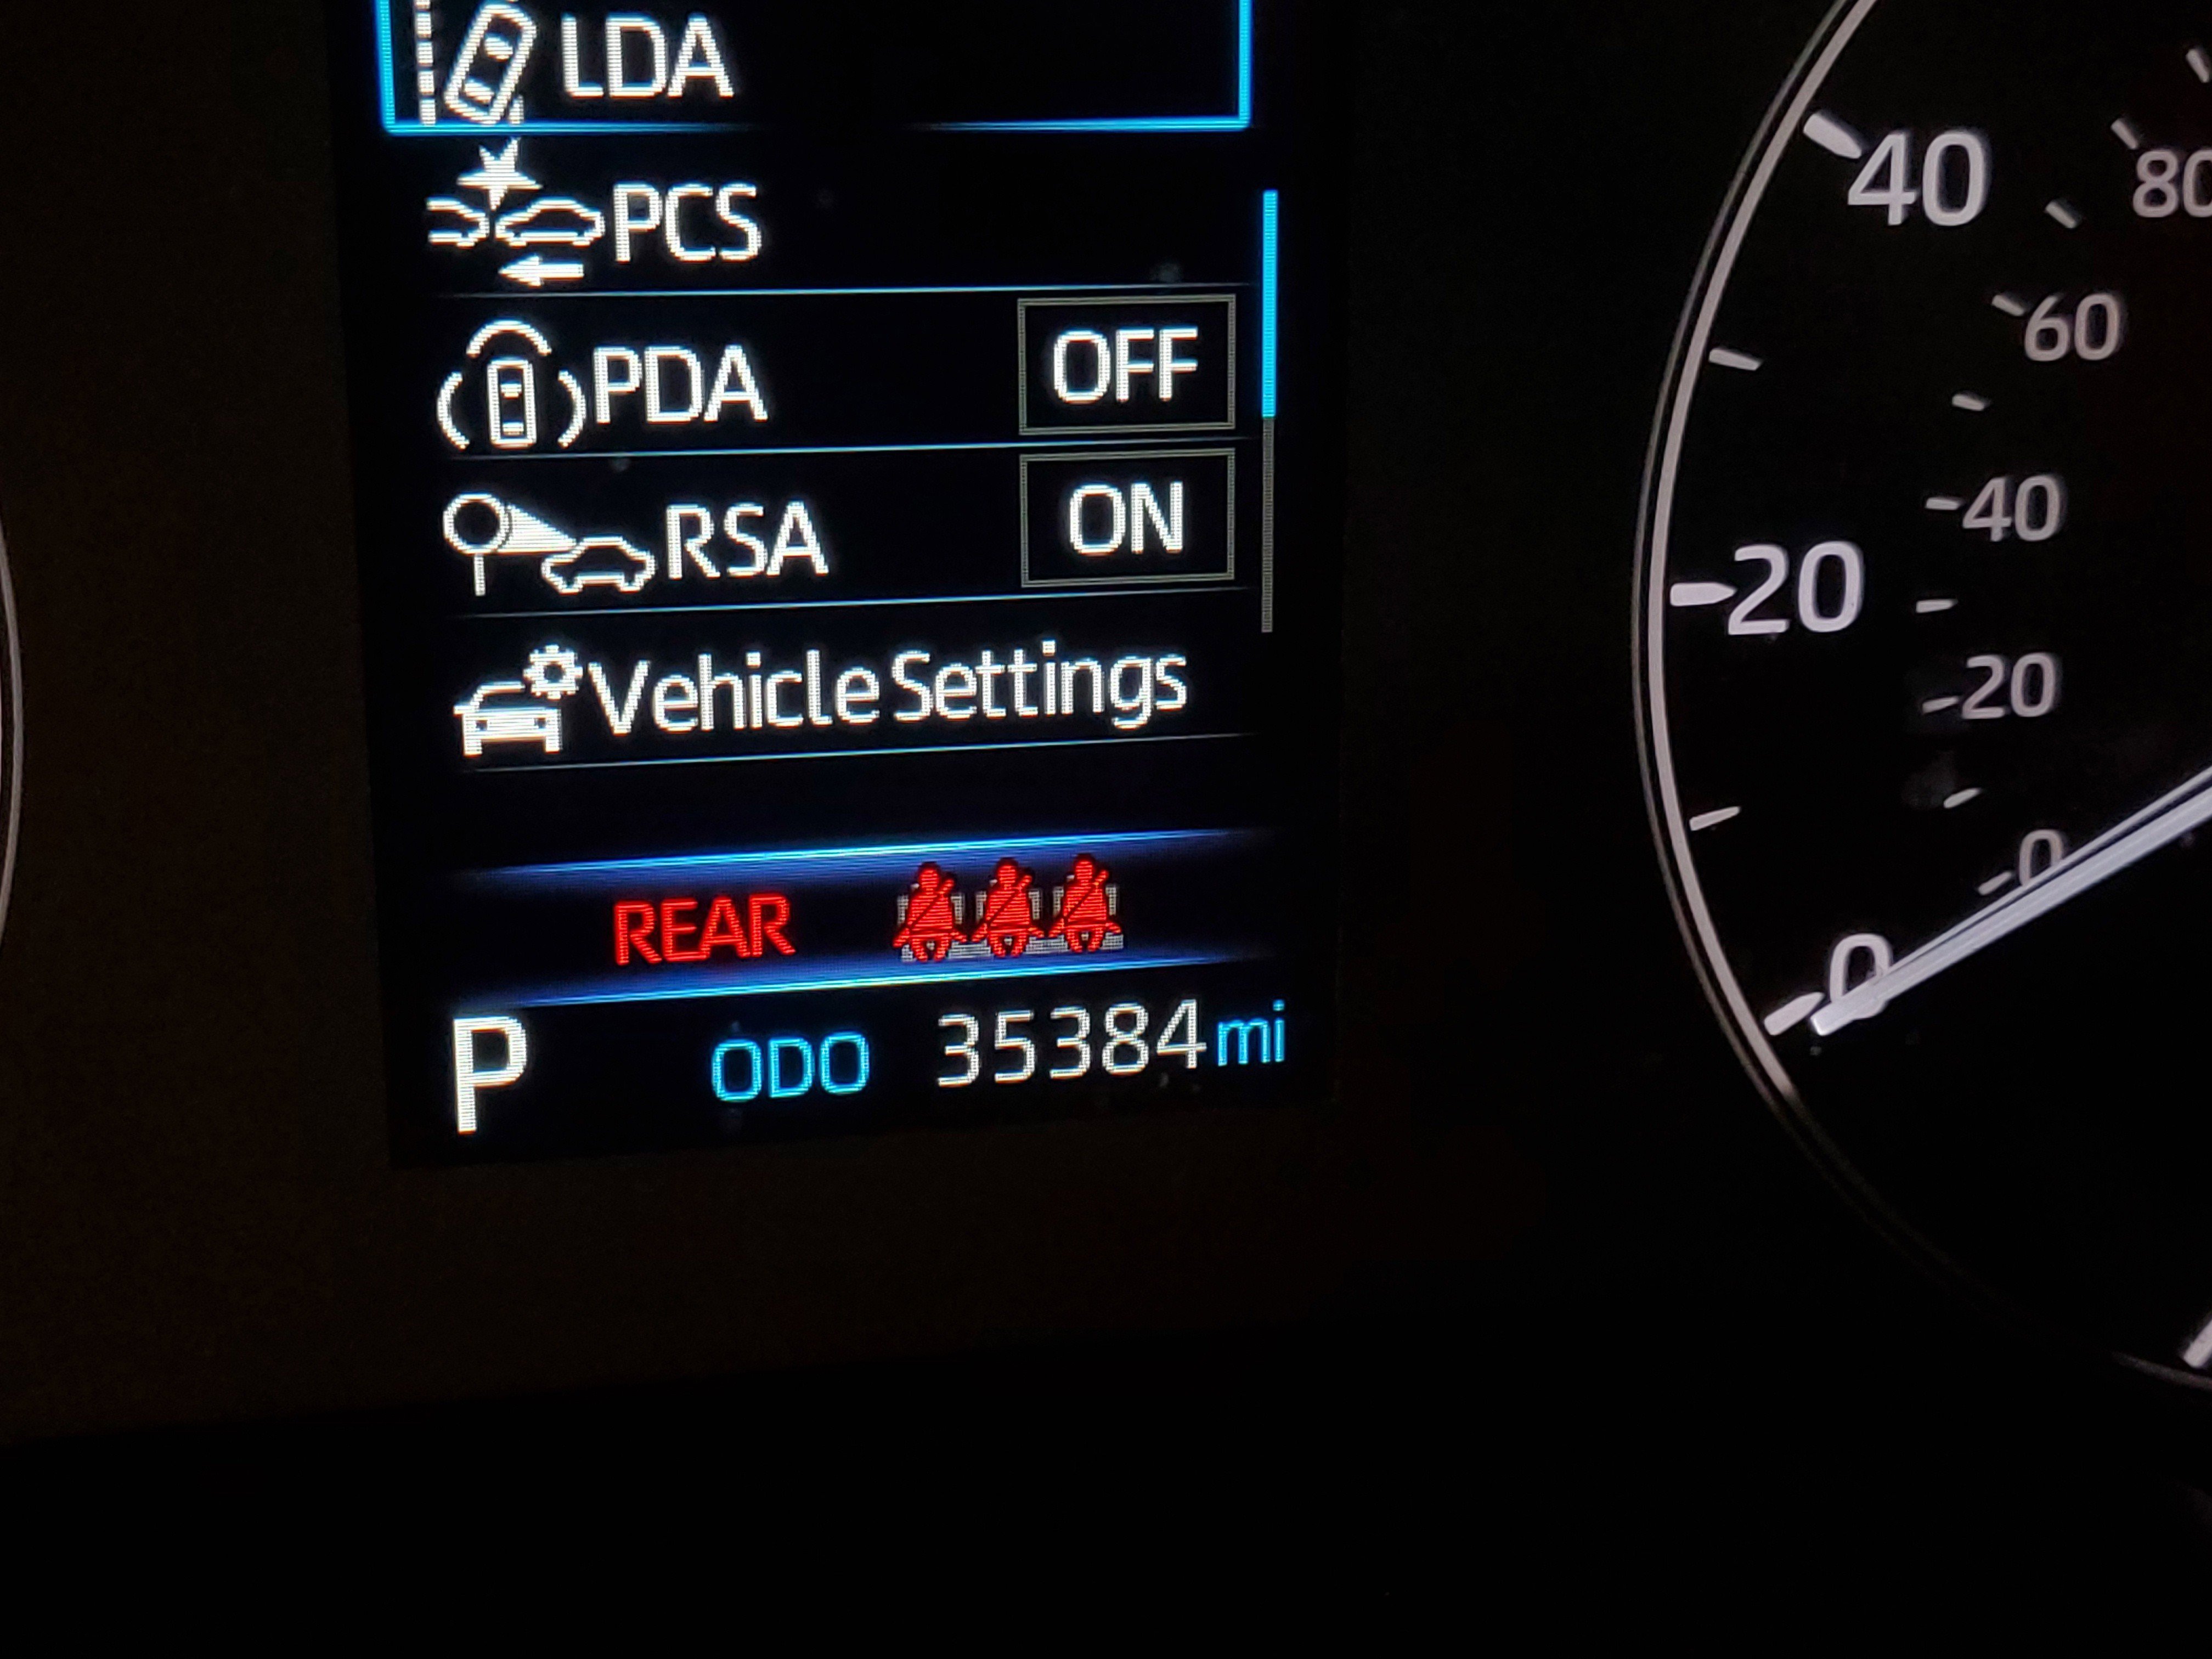 LDA
PCS
PDA OFF
RSA ON
Vehicle Settings
REAR
P ODO 35384 mi
40
20
0
80
60
40
20
0